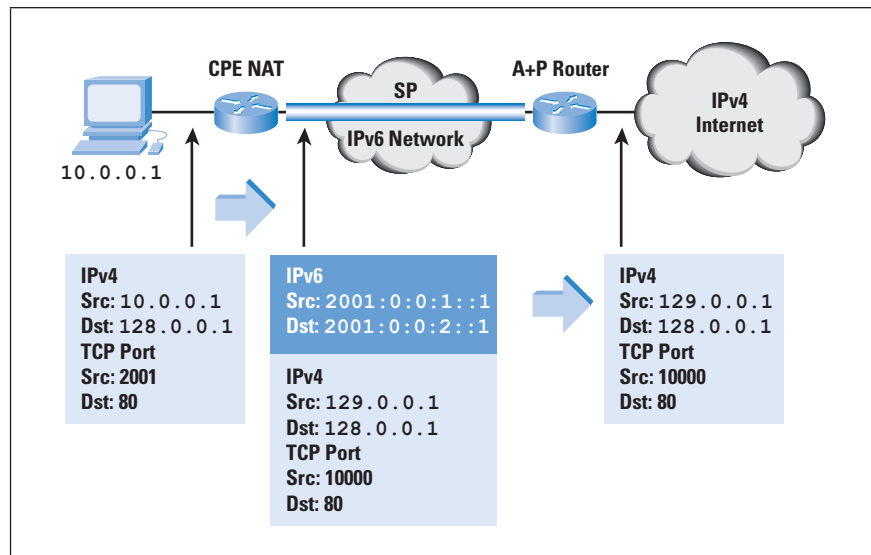 CPE NAT
SP
IPv6 Network
A+P Router
IPv4
Internet
10.0.0.1
IPv4
Src: 10.0.0.1
Dst: 128.0.0.1
TCP Port
Src: 2001
Dst: 80
IPv6
Src: 2001:0:0:1::1
Dst: 2001:0:0:2::1
IPv4
Src: 129.0.0.1
Dst: 128.0.0.1
TCP Port
Src: 10000
Dst: 80
IPv4
Src: 129.0.0.1
Dst: 128.0.0.1
TCP Port
Src: 10000
Dst: 80